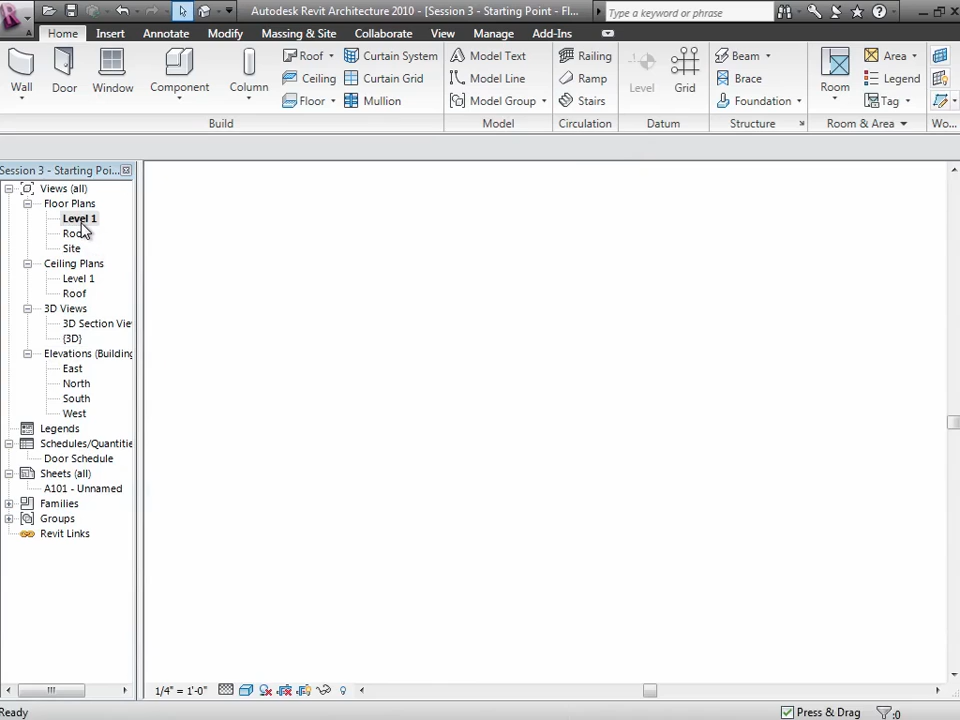 Autodesk Revit Architecture 2010 - [Session 3 - Starting Point - Fl...
Type a keyword or phrase
Home Insert Annotate Modify Massing & Site Collaborate View Manage Add-Ins
Wall Door Window Component Column
Roof Ceiling Floor
Curtain System Curtain Grid Mullion
Model Text Model Line Model Group
Railing Ramp Stairs
Level Grid
Beam Brace Foundation
Room Area Legend Tag
Build Model Circulation Datum Structure Room & Area Wo...
Session 3 - Starting Poi...
Views (all)
Floor Plans
Level 1
Site
Ceiling Plans
Level 1
Roof
3D Views
3D Section Vie
{3D}
Elevations (Building
East
North
South
West
Legends
Schedules/Quantitie
Door Schedule
Sheets (all)
A101 - Unnamed
Families
Groups
Revit Links
1/4" = 1'-0"
Ready
Press & Drag
:0